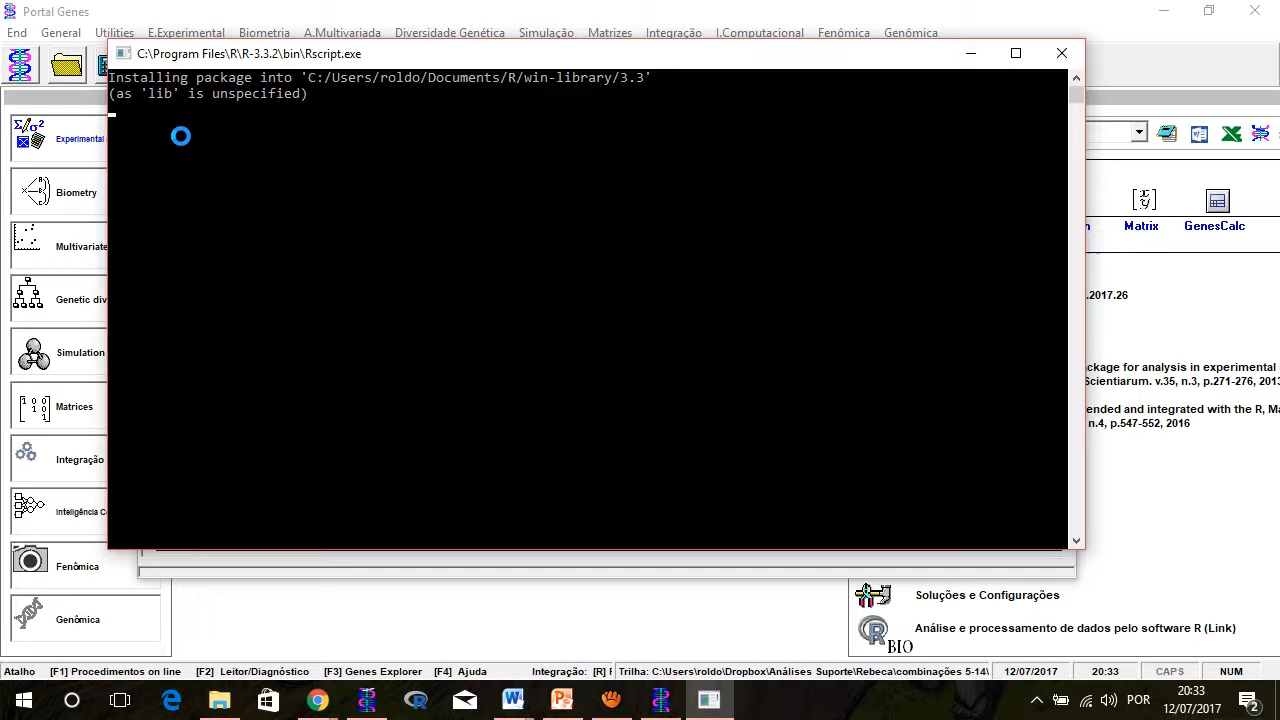 Portal Genes
End General Utilities E.Experimental Biometria A.Multivariada Diversidade Genética Simulação Matrizes Integração I.Computacional Fenômica Genômica
C:\Program Files\R\R-3.3.2\bin\Rscript.exe
Installing package into 'C:/Users/roldo/Documents/R/win-library/3.3'
(as 'lib' is unspecified)
Experimental
Biometry
Multivariate
Genetic div
Simulation
Matrices
Integração
Inteligência C
Fenômica
Genômica
Matrix GenesCalc
.2017.26
ckage for analysis in experimental
Scientiarum. v.35, n.3, p.271-276, 2013
ended and integrated with the R, Ma
n.4, p.547-552, 2016
Soluções e Configurações
Análise e processamento de dados pelo software R (Link)
R BIO
Atalho [F1] Procedimentos on line [F2] Leitor/Diagnóstico [F3] Genes Explorer [F4] Ajuda Integração: [R] F Trilha: C:\Users\roldo\Dropbox\Análises Suporte\Rebeca\combinações 5-14\ 12/07/2017 20:33 CAPS NUM
POR 20:33
12/07/2017
2